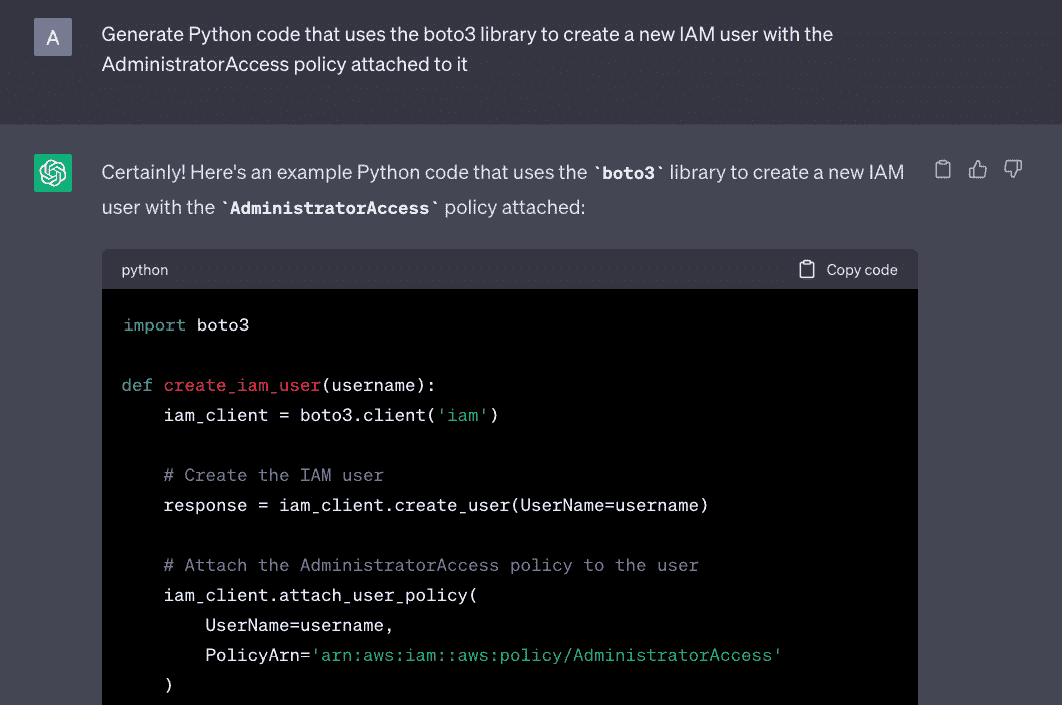 A
Generate Python code that uses the boto3 library to create a new IAM user with the
AdministratorAccess policy attached to it
Certainly! Here's an example Python code that uses the `boto3` library to create a new IAM
user with the `AdministratorAccess` policy attached:
python
Copy code
import boto3
def create_iam_user(username):
    iam_client = boto3.client('iam')
    # Create the IAM user
    response = iam_client.create_user(UserName=username)
    # Attach the AdministratorAccess policy to the user
    iam_client.attach_user_policy(
        UserName=username,
        PolicyArn='arn:aws:iam::aws:policy/AdministratorAccess'
    )